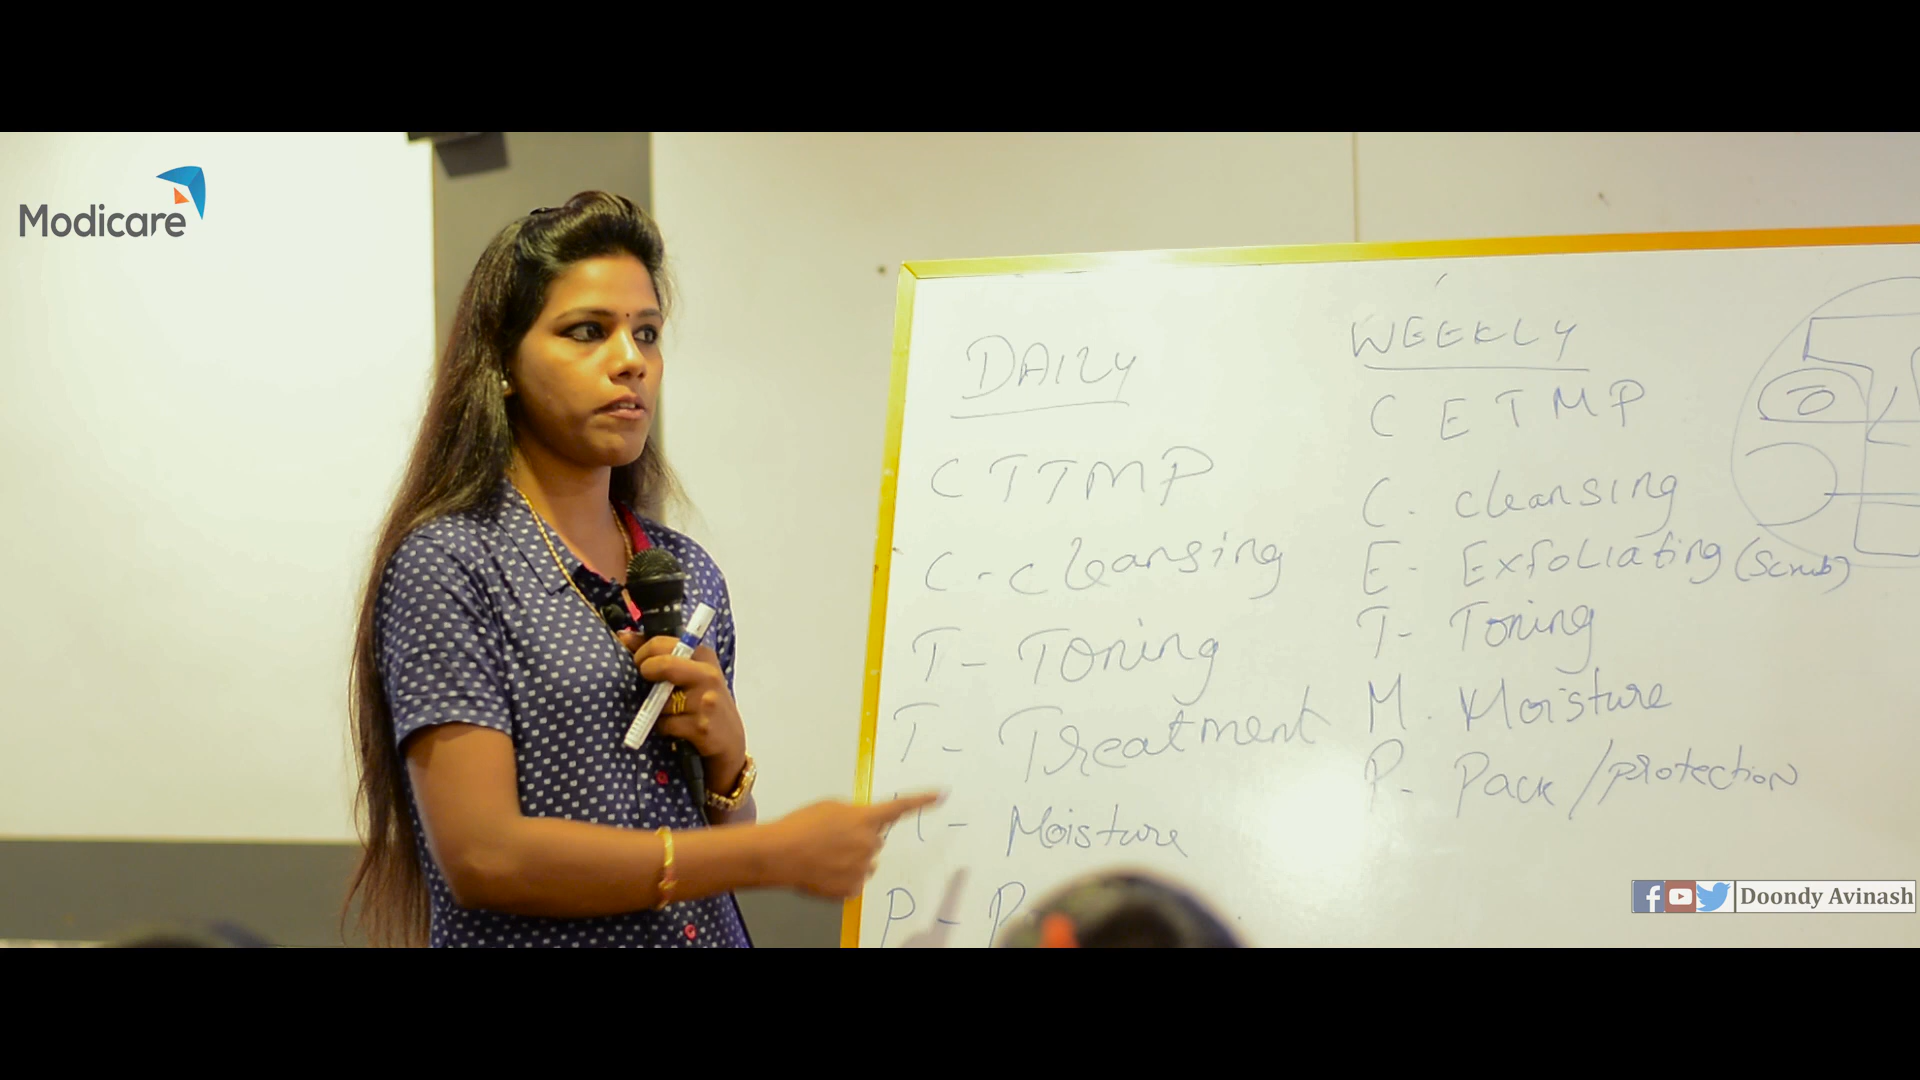 Modicare
DAILY
CTTMP
C - Cleansing
T - Toning
T - Treatment
M - Moisture
P - P
WEEKLY
CETMP
C - Cleansing
E - Exfoliating (Scrub)
T - Toning
M - Moisture
P - Pack/protection
Doondy Avinash